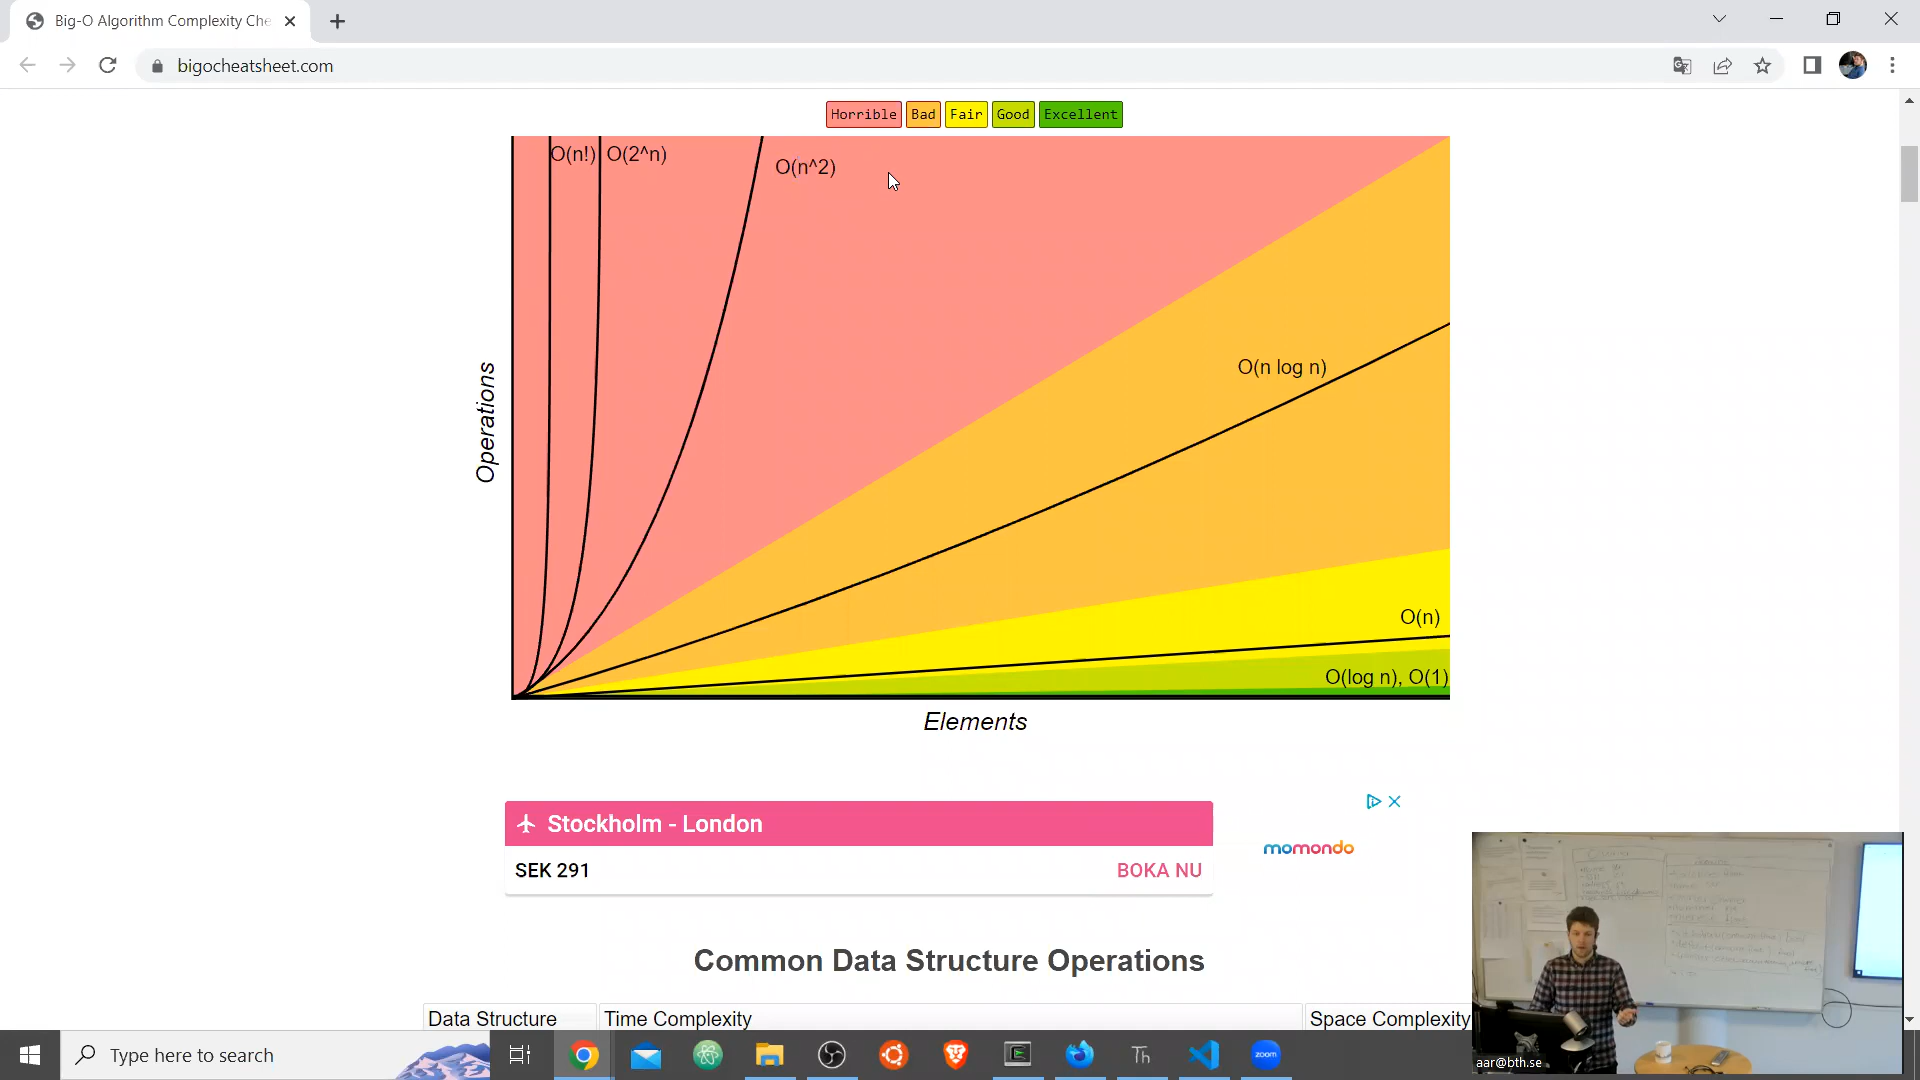 Big-O Algorithm Complexity Che
bigocheatsheet.com
Horrible Bad Fair Good Excellent
O(n!) O(2^n)
O(n^2)
O(n log n)
O(n)
O(log n), O(1)
Operations
Elements
Stockholm - London
SEK 291
BOKA NU
momondo
Common Data Structure Operations
Data Structure
Time Complexity
Space Complexity
Type here to search
Th
zoom
aar@bth.se